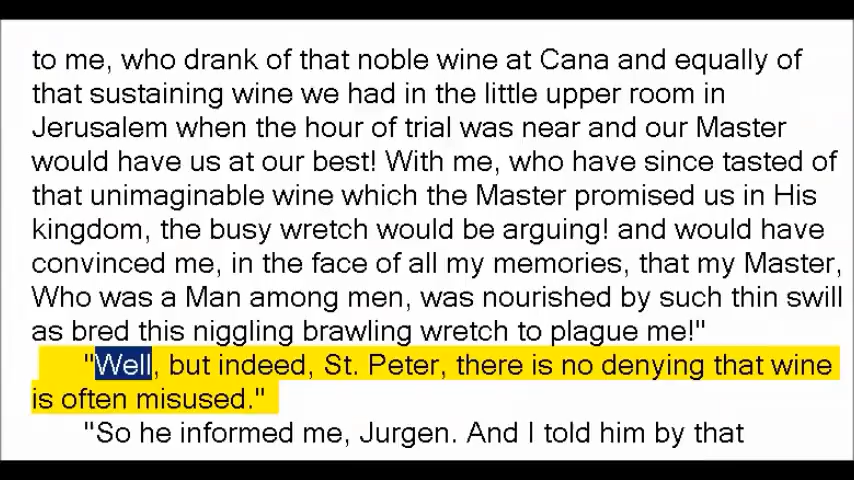 to me, who drank of that noble wine at Cana and equally of
that sustaining wine we had in the little upper room in
Jerusalem when the hour of trial was near and our Master
would have us at our best! With me, who have since tasted of
that unimaginable wine which the Master promised us in His
kingdom, the busy wretch would be arguing! and would have
convinced me, in the face of all my memories, that my Master,
Who was a Man among men, was nourished by such thin swill
as bred this niggling brawling wretch to plague me!"
"Well, but indeed, St. Peter, there is no denying that wine
is often misused."
"So he informed me, Jurgen. And I told him by that